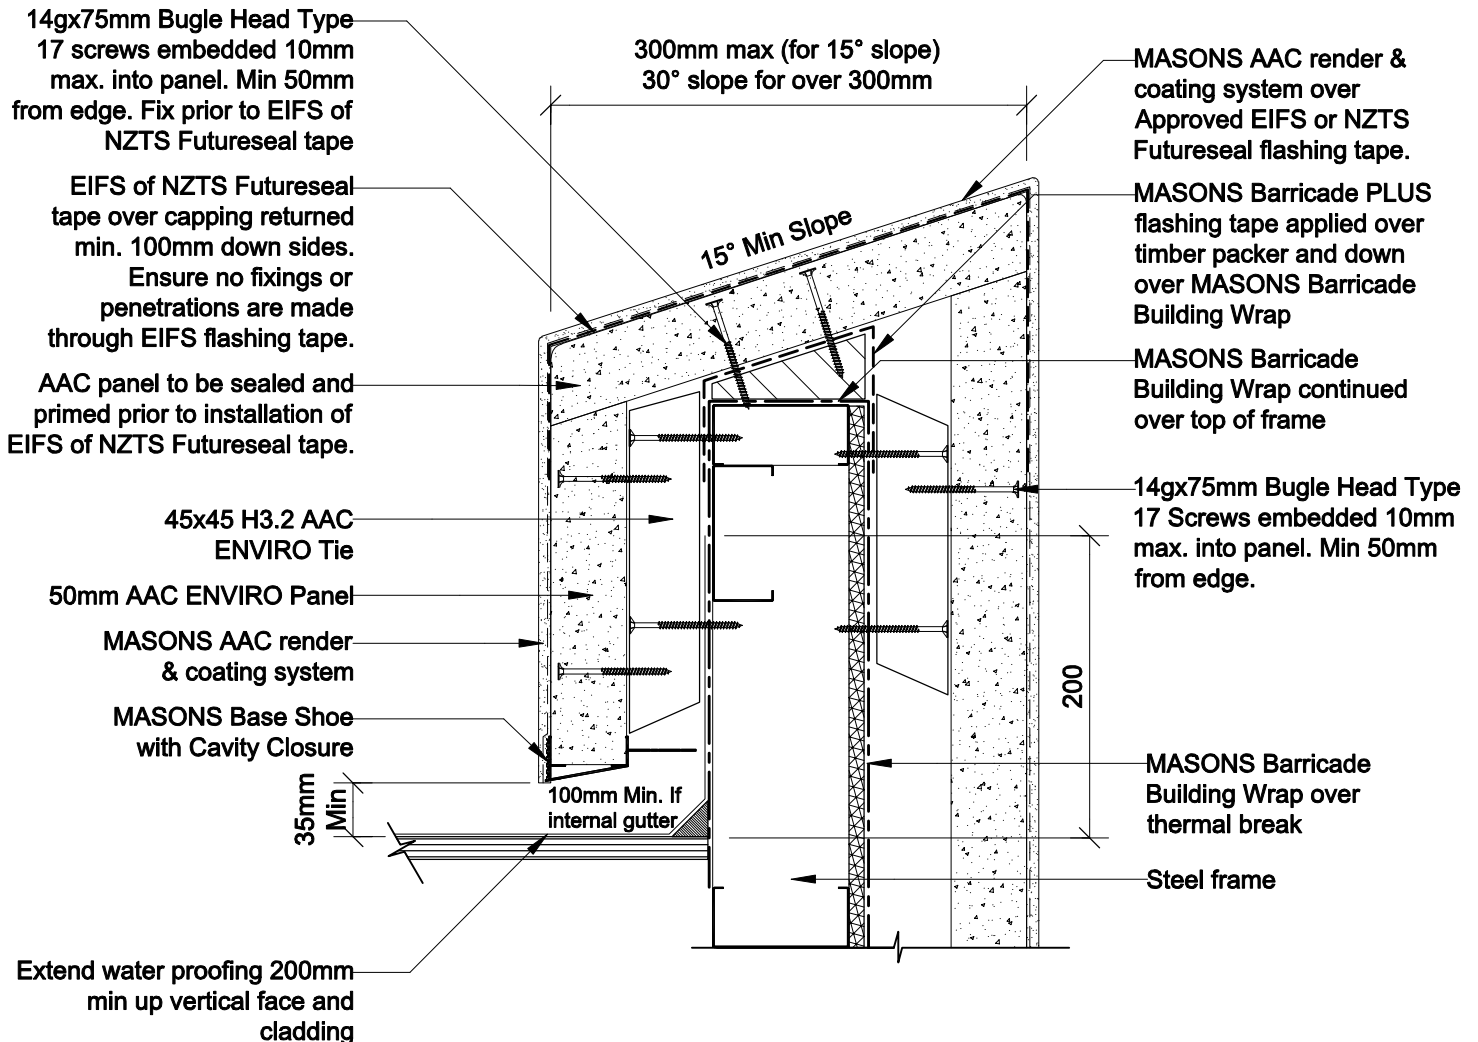 14gx75mm Bugle Head Type
17 screws embedded 10mm
max. into panel. Min 50mm
from edge. Fix prior to EIFS of
NZTS Futureseal tape
EIFS of NZTS Futureseal
tape over capping returned
min. 100mm down sides.
Ensure no fixings or
penetrations are made
through EIFS flashing tape.
AAC panel to be sealed and
primed prior to installation of
EIFS of NZTS Futureseal tape.
45x45 H3.2 AAC
ENVIRO Tie
50mm AAC ENVIRO Panel
MASONS AAC render
& coating system
MASONS Base Shoe
with Cavity Closure
35mm
Min
Extend water proofing 200mm
min up vertical face and
cladding
300mm max (for 15° slope)
30° slope for over 300mm
15° Min Slope
100mm Min. If
internal gutter
200
MASONS AAC render &
coating system over
Approved EIFS or NZTS
Futureseal flashing tape.
MASONS Barricade PLUS
flashing tape applied over
timber packer and down
over MASONS Barricade
Building Wrap
MASONS Barricade
Building Wrap continued
over top of frame
14gx75mm Bugle Head Type
17 Screws embedded 10mm
max. into panel. Min 50mm
from edge.
MASONS Barricade
Building Wrap over
thermal break
Steel frame